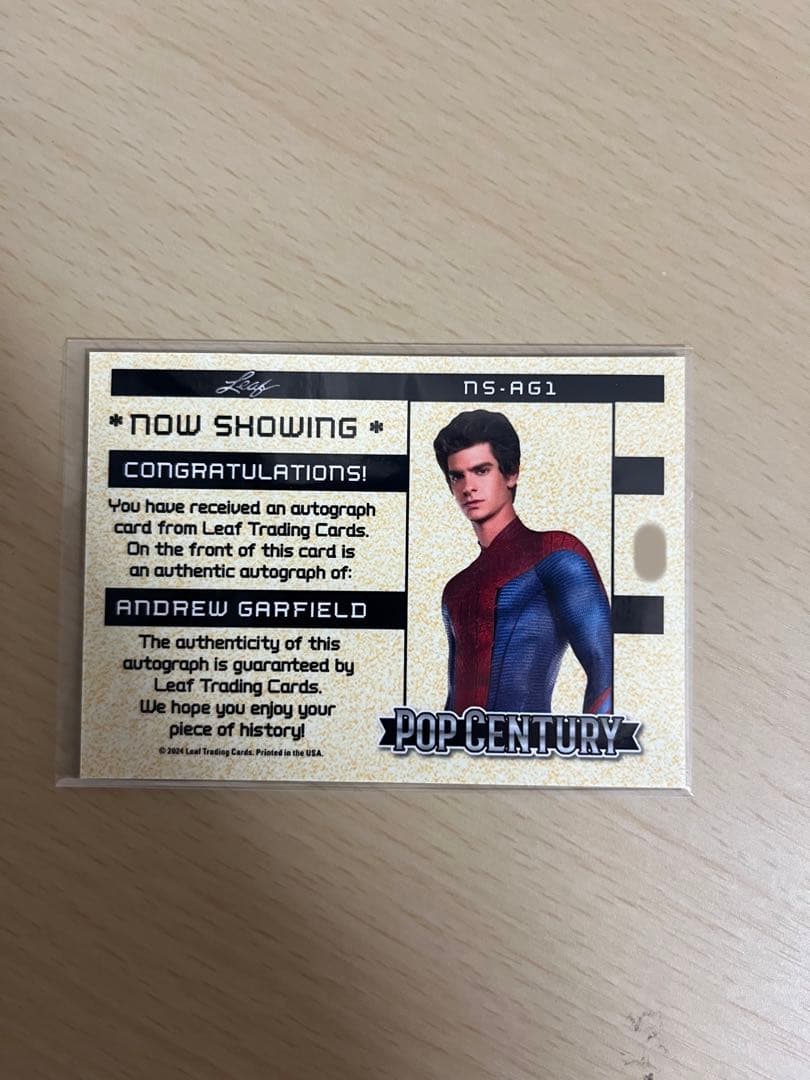 Leaf
NS-AG1
*NOW SHOWING*
CONGRATULATIONS!
You have received an autograph
card from Leaf Trading Cards.
On the front of this card is
an authentic autograph of:
ANDREW GARFIELD
The authenticity of this
autograph is guaranteed by
Leaf Trading Cards.
We hope you enjoy your
piece of history!
© 2024 Leaf Trading Cards. Printed in the USA.
POP CENTURY